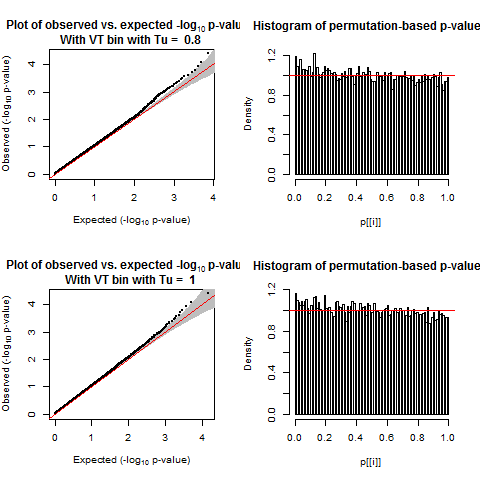 Plot of observed vs. expected -log10 p-valu
With VT bin with Tu = 0.8
Observed (-log10 p-value)
4
3
2
1
0
0 1 2 3 4
Expected (-log10 p-value)
Histogram of permutation-based p-value
Density
1.2
0.8
0.4
0.0
0.0 0.2 0.4 0.6 0.8 1.0
p[[i]]
Plot of observed vs. expected -log10 p-valu
With VT bin with Tu = 1
Observed (-log10 p-value)
4
3
2
1
0
0 1 2 3 4
Expected (-log10 p-value)
Histogram of permutation-based p-value
Density
1.2
0.8
0.4
0.0
0.0 0.2 0.4 0.6 0.8 1.0
p[[i]]